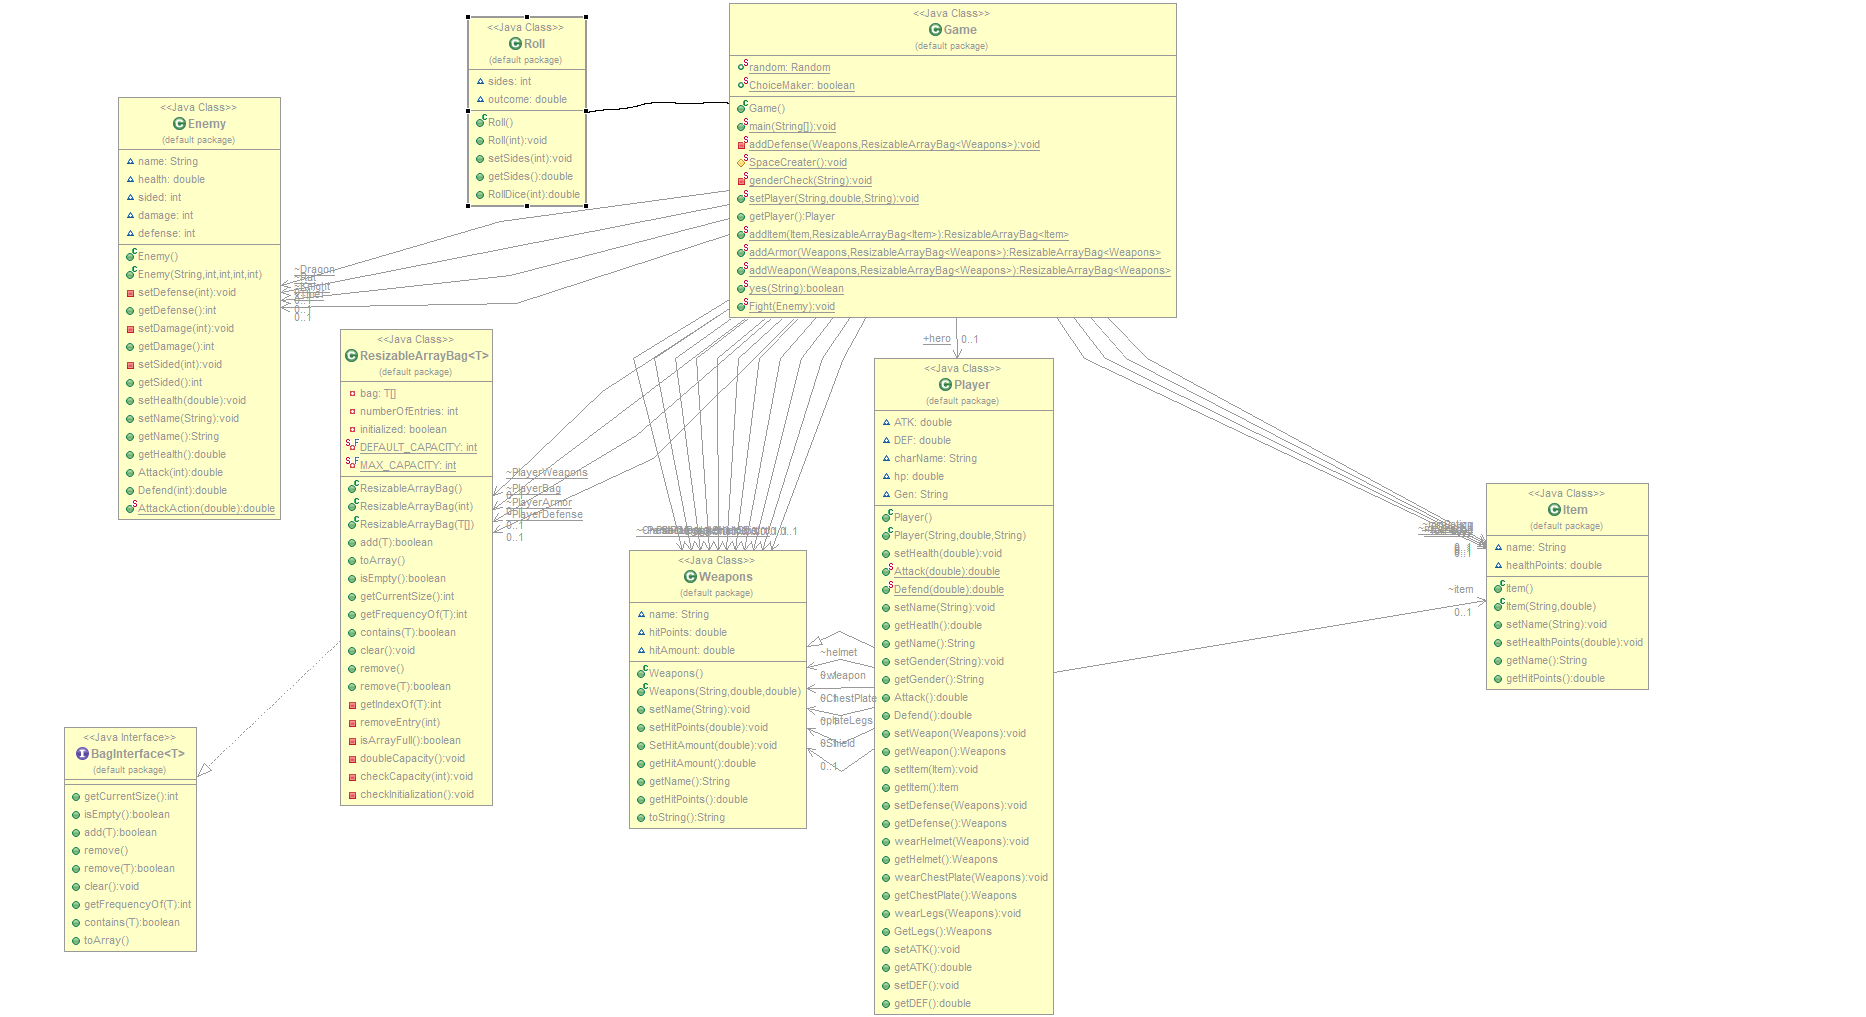 <<Java Class>>
Roll
(default package)
sides: int
outcome: double
Roll()
Roll(int):void
setSides(int):void
getSides():double
RollDice(int):double
<<Java Class>>
Game
(default package)
random: Random
ChoiceMaker: boolean
Game()
main(String[]):void
addDefense(Weapons,ResizableArrayBag<Weapons>):void
SpaceCreater():void
genderCheck(String):void
setPlayer(String,double,String):void
getPlayer():Player
addItem(Item,ResizableArrayBag<Item>):ResizableArrayBag<Item>
addArmor(Weapons,ResizableArrayBag<Weapons>):ResizableArrayBag<Weapons>
addWeapon(Weapons,ResizableArrayBag<Weapons>):ResizableArrayBag<Weapons>
yes(String):boolean
Fight(Enemy):void
<<Java Class>>
Enemy
(default package)
name: String
health: double
sided: int
damage: int
defense: int
Enemy()
Enemy(String,int,int,int,int)
setDefense(int):void
getDefense():int
setDamage(int):void
getDamage():int
setSided(int):void
getSided():int
setHealth(double):void
setName(String):void
getName():String
getHealth():double
Attack(int):double
Defend(int):double
AttackAction(double):double
~Dragon
0..1
0..1
<<Java Class>>
ResizableArrayBag<T>
(default package)
bag: T[]
numberOfEntries: int
initialized: boolean
DEFAULT_CAPACITY: int
MAX_CAPACITY: int
ResizableArrayBag()
ResizableArrayBag(int)
ResizableArrayBag(T[])
add(T):boolean
toArray()
isEmpty():boolean
getCurrentSize():int
getFrequencyOf(T):int
contains(T):boolean
clear():void
remove()
remove(T):boolean
getIndexOf(T):int
removeEntry(int)
isArrayFull():boolean
doubleCapacity():void
checkCapacity(int):void
checkInitialization():void
~PlayerWeapons
~PlayerBag
~PlayerArmor
~PlayerDefense
0..1
0..1
+hero
0..1
<<Java Class>>
Player
(default package)
ATK: double
DEF: double
charName: String
hp: double
Gen: String
Player()
Player(String,double,String)
setHealth(double):void
Attack(double):double
Defend(double):double
setName(String):void
getHeatlh():double
getName():String
setGender(String):void
getGender():String
Attack():double
Defend():double
setWeapon(Weapons):void
getWeapon():Weapons
setItem(Item):void
getItem():Item
setDefense(Weapons):void
getDefense():Weapons
wearHelmet(Weapons):void
getHelmet():Weapons
wearChestPlate(Weapons):void
getChestPlate():Weapons
wearLegs(Weapons):void
GetLegs():Weapons
setATK():void
getATK():double
setDEF():void
getDEF():double
<<Java Class>>
Weapons
(default package)
name: String
hitPoints: double
hitAmount: double
Weapons()
Weapons(String,double,double)
setName(String):void
setHitPoints(double):void
SetHitAmount(double):void
getHitAmount():double
getName():String
getHitPoints():double
toString():String
~helmet
0..1
<<Java Class>>
Item
(default package)
name: String
healthPoints: double
Item()
Item(String,double)
setName(String):void
setHealthPoints(double):void
getName():String
getHitPoints():double
~item
0..1
<<Java Interface>>
BagInterface<T>
(default package)
getCurrentSize():int
isEmpty():boolean
add(T):boolean
remove()
remove(T):boolean
clear():void
getFrequencyOf(T):int
contains(T):boolean
toArray()